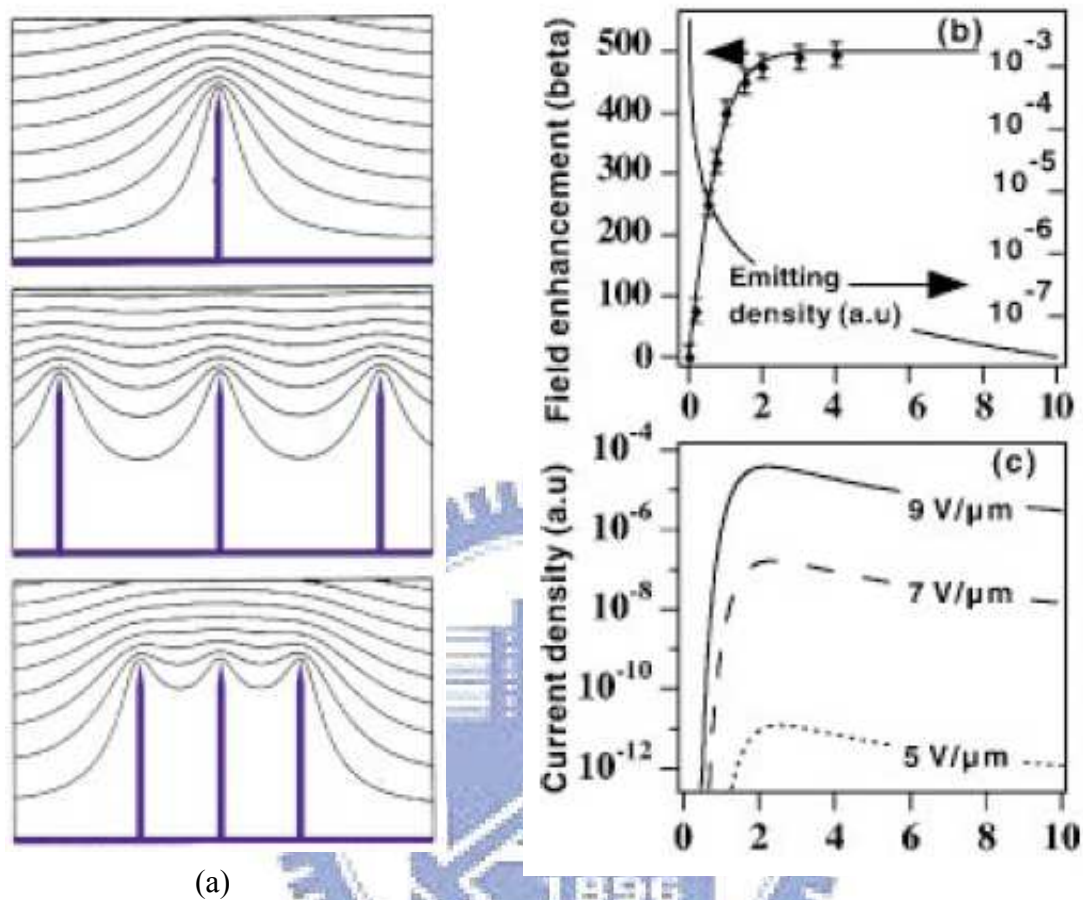 (a)
(b)
Field enhancement (beta)
500
400
300
200
100
0
10⁻³
10⁻⁴
10⁻⁵
10⁻⁶
10⁻⁷
Emitting
density (a.u)
0 2 4 6 8 10
(c)
Current density (a.u)
10⁻⁴
10⁻⁶
10⁻⁸
10⁻¹⁰
10⁻¹²
9 V/µm
7 V/µm
5 V/µm
0 2 4 6 8 10
1896